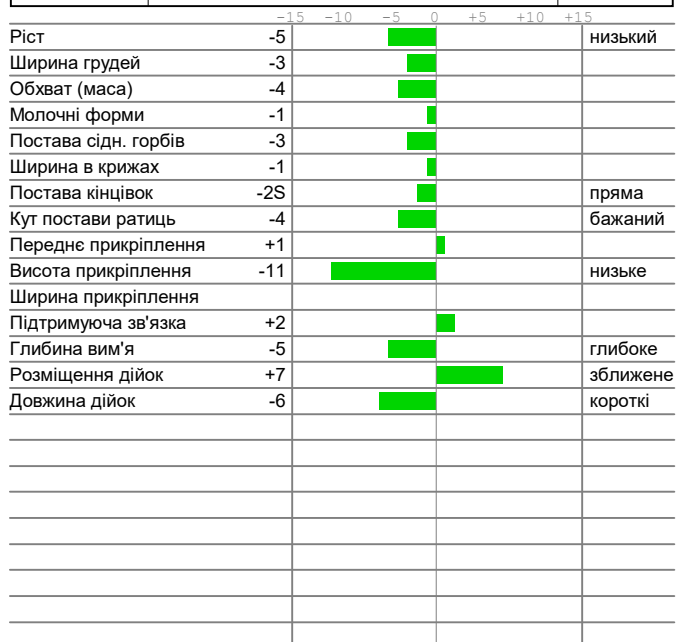 -15 -10 -5 0 +5 +10 +15
Ріст -5 низький
Ширина грудей -3
Обхват (маса) -4
Молочні форми -1
Постава сідн. горбів -3
Ширина в крижах -1
Постава кінцівок -2S пряма
Кут постави ратиць -4 бажаний
Переднє прикріплення +1
Висота прикріплення -11 низьке
Ширина прикріплення
Підтримуюча зв'язка +2
Глибина вим'я -5 глибоке
Розміщення дійок +7 зближене
Довжина дійок -6 короткі